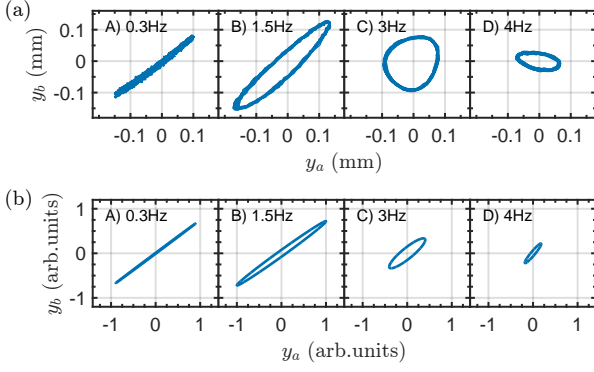 (a)
A) 0.3Hz B) 1.5Hz C) 3Hz D) 4Hz
y_b (mm)
0.1
0
-0.1
-0.1 0 0.1 -0.1 0 0.1 -0.1 0 0.1 -0.1 0 0.1
y_a (mm)
(b)
A) 0.3Hz B) 1.5Hz C) 3Hz D) 4Hz
y_b (arb.units)
1
0
-1
-1 0 1 -1 0 1 -1 0 1 -1 0 1
y_a (arb.units)